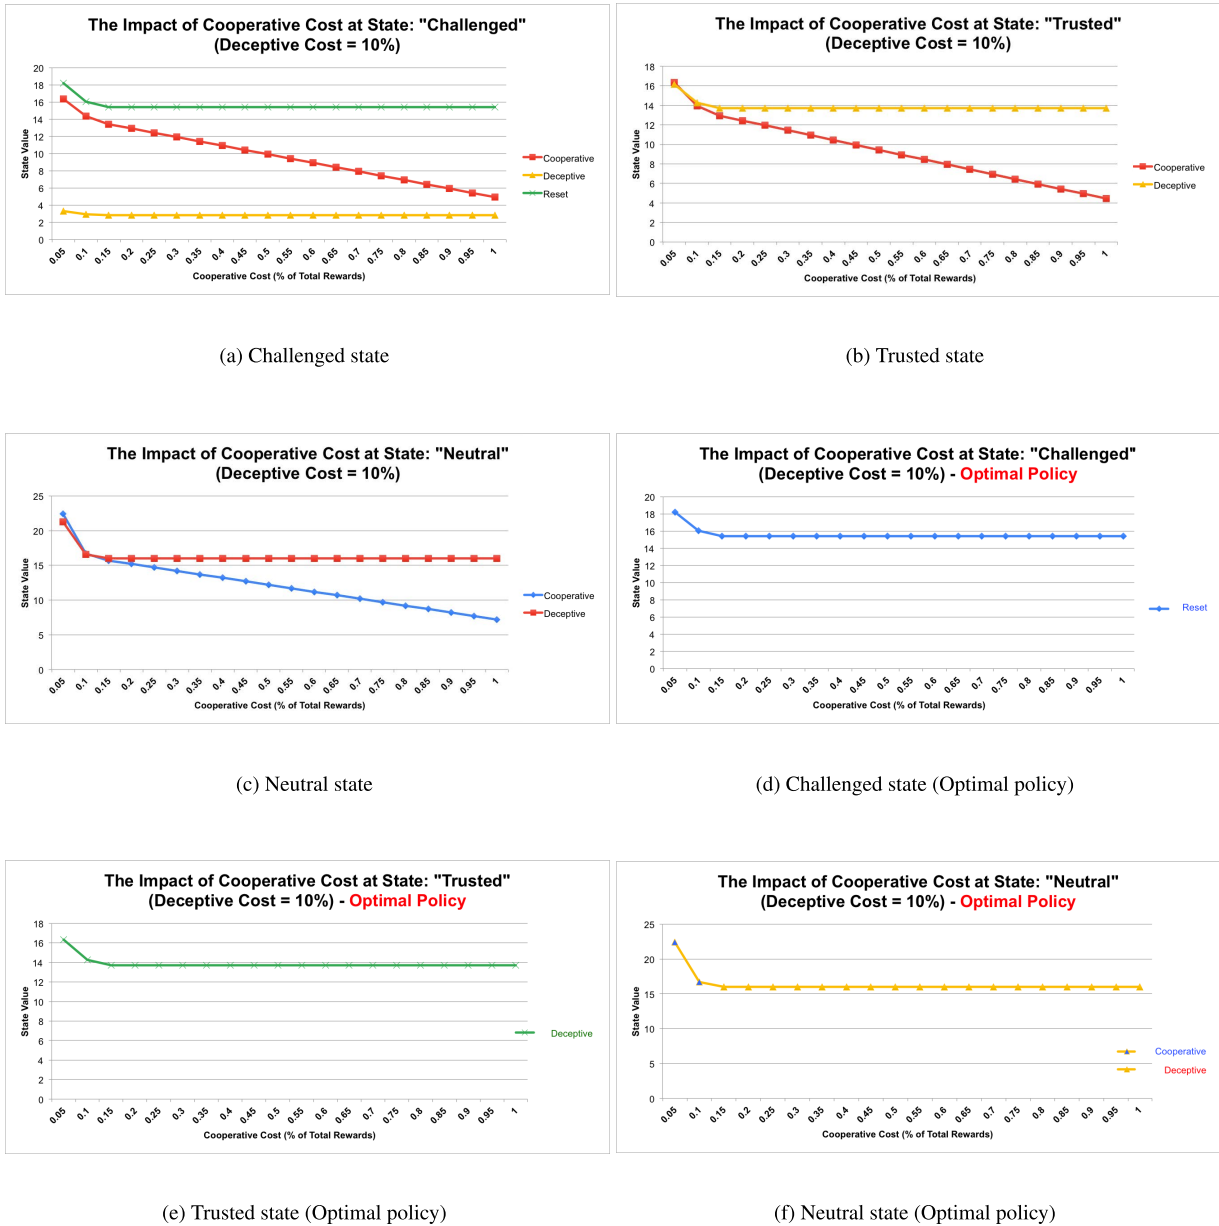 The Impact of Cooperative Cost at State: "Challenged"
(Deceptive Cost = 10%)
20
18
16
14
12
10
8
6
4
2
0
State Value
0.05 0.1 0.15 0.2 0.25 0.3 0.35 0.4 0.45 0.5 0.55 0.6 0.65 0.7 0.75 0.8 0.85 0.9 0.95 1
Cooperative Cost (% of Total Rewards)
Cooperative
Deceptive
Reset
(a) Challenged state
The Impact of Cooperative Cost at State: "Trusted"
(Deceptive Cost = 10%)
18
16
14
12
10
8
6
4
2
0
State Value
0.05 0.1 0.15 0.2 0.25 0.3 0.35 0.4 0.45 0.5 0.55 0.6 0.65 0.7 0.75 0.8 0.85 0.9 0.95 1
Cooperative Cost (% of Total Rewards)
Cooperative
Deceptive
(b) Trusted state
The Impact of Cooperative Cost at State: "Neutral"
(Deceptive Cost = 10%)
25
20
15
10
5
0
State Value
0.05 0.1 0.15 0.2 0.25 0.3 0.35 0.4 0.45 0.5 0.55 0.6 0.65 0.7 0.75 0.8 0.85 0.9 0.95 1
Cooperative Cost (% of Total Rewards)
Cooperative
Deceptive
(c) Neutral state
The Impact of Cooperative Cost at State: "Challenged"
(Deceptive Cost = 10%) - Optimal Policy
20
18
16
14
12
10
8
6
4
2
0
State Value
0.05 0.1 0.15 0.2 0.25 0.3 0.35 0.4 0.45 0.5 0.55 0.6 0.65 0.7 0.75 0.8 0.85 0.9 0.95 1
Cooperative Cost (% of Total Rewards)
Reset
(d) Challenged state (Optimal policy)
The Impact of Cooperative Cost at State: "Trusted"
(Deceptive Cost = 10%) - Optimal Policy
18
16
14
12
10
8
6
4
2
0
State Value
0.05 0.1 0.15 0.2 0.25 0.3 0.35 0.4 0.45 0.5 0.55 0.6 0.65 0.7 0.75 0.8 0.85 0.9 0.95 1
Cooperative Cost (% of Total Rewards)
Deceptive
(e) Trusted state (Optimal policy)
The Impact of Cooperative Cost at State: "Neutral"
(Deceptive Cost = 10%) - Optimal Policy
25
20
15
10
5
0
State Value
0.05 0.1 0.15 0.2 0.25 0.3 0.35 0.4 0.45 0.5 0.55 0.6 0.65 0.7 0.75 0.8 0.85 0.9 0.95 1
Cooperative Cost (% of Total Rewards)
Cooperative
Deceptive
(f) Neutral state (Optimal policy)